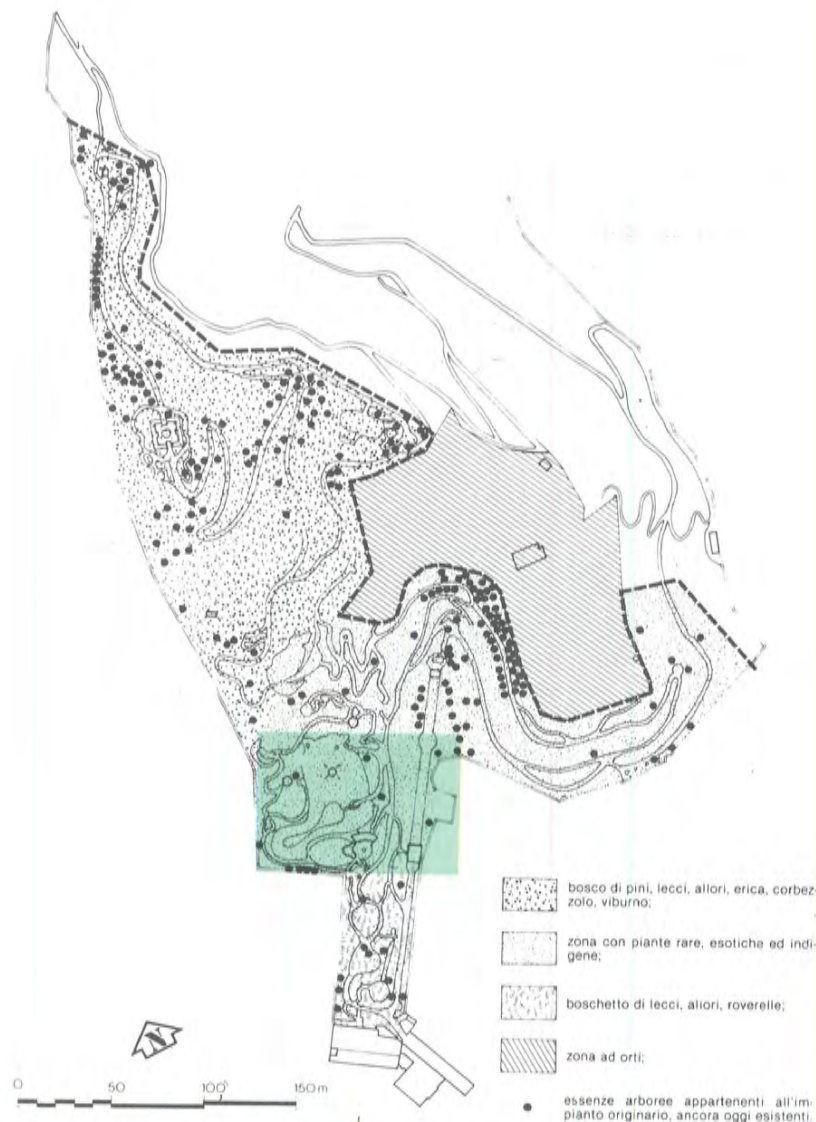 bosco di pini, lecci, allori, erica, corbez-
zolo, viburno;
zona con piante rare, esotiche ed indi-
gene;
boschetto di lecci, allori, roverelle;
zona ad orti;
essenze arboree appartenenti all'im-
pianto originario, ancora oggi esistenti.
N
0 50 100 150 m